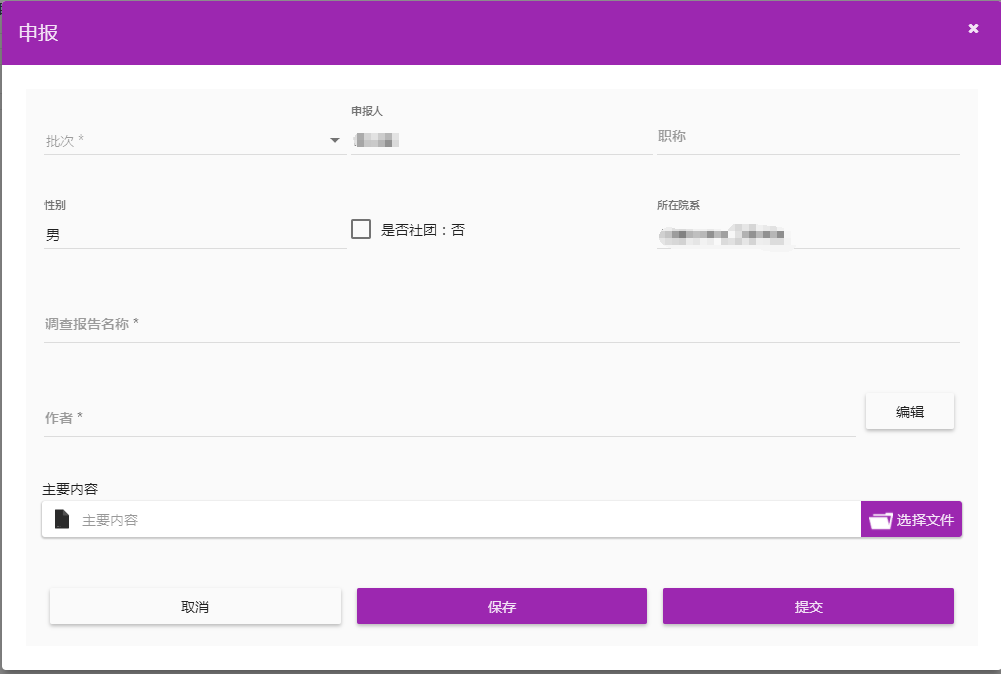 申报
批次 *
申报人
职称
性别
男
是否社团：否
所在院系
调查报告名称 *
作者 *
编辑
主要内容
主要内容
选择文件
取消
保存
提交